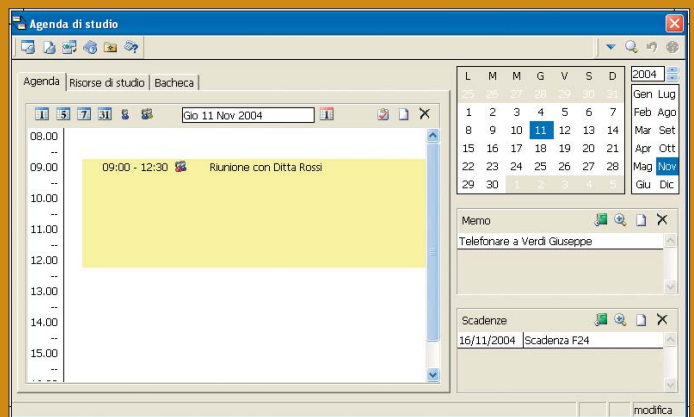 Agenda di studio
Agenda Risorse di studio Bacheca
1 5 7 31 Gio 11 Nov 2004 1
08.00
--
09.00 09:00 - 12:30 Riunione con Ditta Rossi
--
10.00
--
11.00
--
12.00
--
13.00
--
14.00
--
15.00
--
L M M G V S D 2004
25 26 27 28 29 30 31 Gen Lug
1 2 3 4 5 6 7 Feb Ago
8 9 10 11 12 13 14 Mar Set
15 16 17 18 19 20 21 Apr Ott
22 23 24 25 26 27 28 Mag Nov
29 30 1 2 3 4 5 Giu Dic
Memo
Telefonare a Verdi Giuseppe
Scadenze
16/11/2004 Scadenza F24
modifica